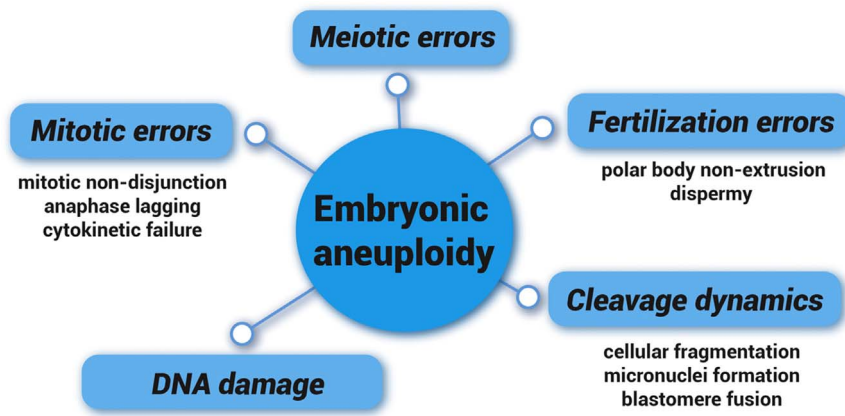 Meiotic errors
Mitotic errors
mitotic non-disjunction
anaphase lagging
cytokinetic failure
Fertilization errors
polar body non-extrusion
dispermy
Embryonic
aneuploidy
Cleavage dynamics
cellular fragmentation
micronuclei formation
blastomere fusion
DNA damage